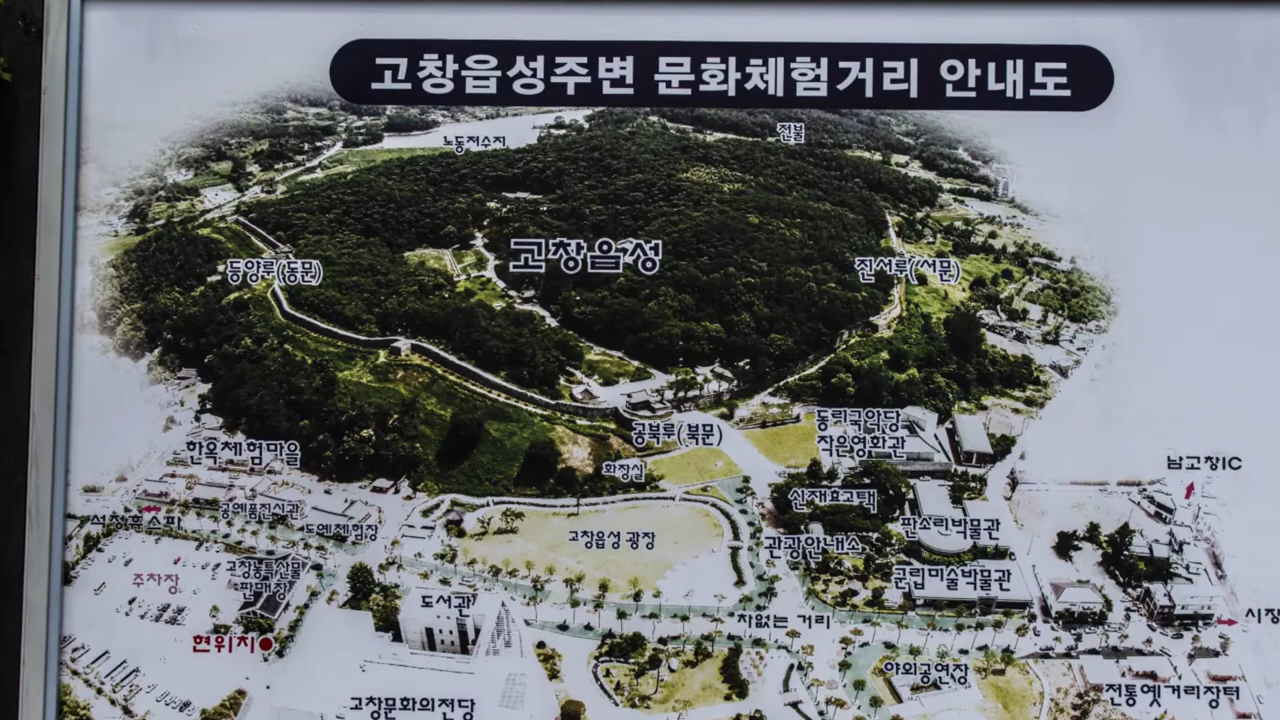 고창읍성주변 문화체험거리 안내도
노동저수지
전불
고창읍성
등양루(동문)
진서루(서문)
공북루(북문)
동리국악당
작은영화관
한옥체험마을
화장실
남고창IC
신재효고택
석정휴스파
공예품전시관
도예체험장
고창읍성 광장
관광안내소
판소리박물관
주차장
고창농특산물
판매장
군립미술박물관
도서관
차없는 거리
시장
현위치
야외공연장
고창문화의전당
전통옛거리장터